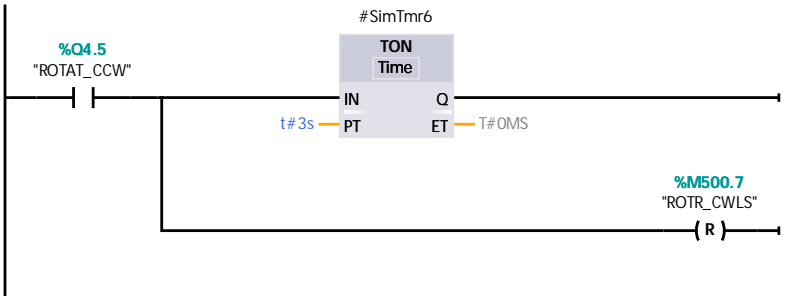 #SimTmr6
%Q4.5
"ROTAT_CCW"
TON
Time
IN
Q
t#3s
PT
ET
T#0MS
%M500.7
"ROTR_CWLS"
R